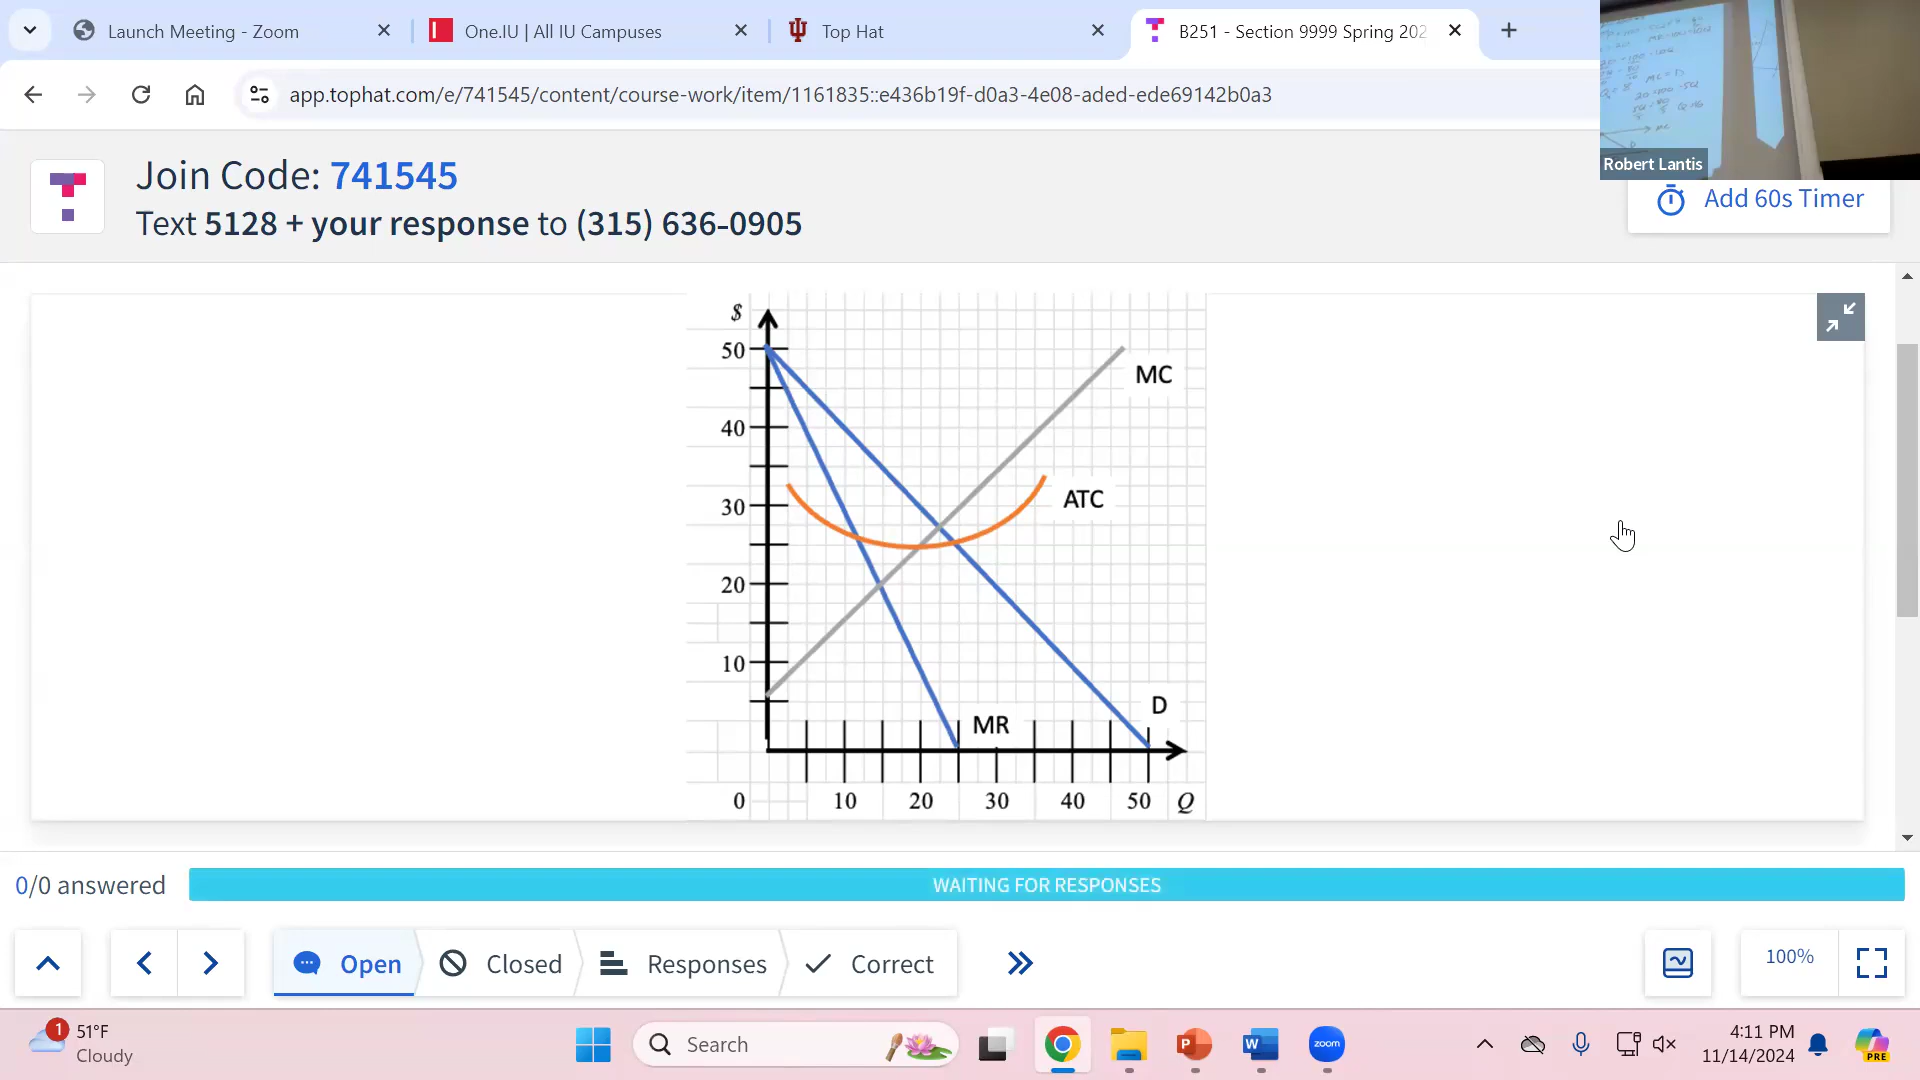 Launch Meeting - Zoom
One.IU | All IU Campuses
Top Hat
B251 - Section 9999 Spring 202
app.tophat.com/e/741545/content/course-work/item/1161835::e436b19f-d0a3-4e08-aded-ede69142b0a3
Robert Lantis
Join Code: 741545
Text 5128 + your response to (315) 636-0905
Add 60s Timer
$
50
MC
40
ATC
30
20
10
D
MR
0 10 20 30 40 50 Q
0/0 answered
WAITING FOR RESPONSES
Open
Closed
Responses
Correct
100%
1
51°F
Cloudy
Search
zoom
PRE
4:11 PM
11/14/2024